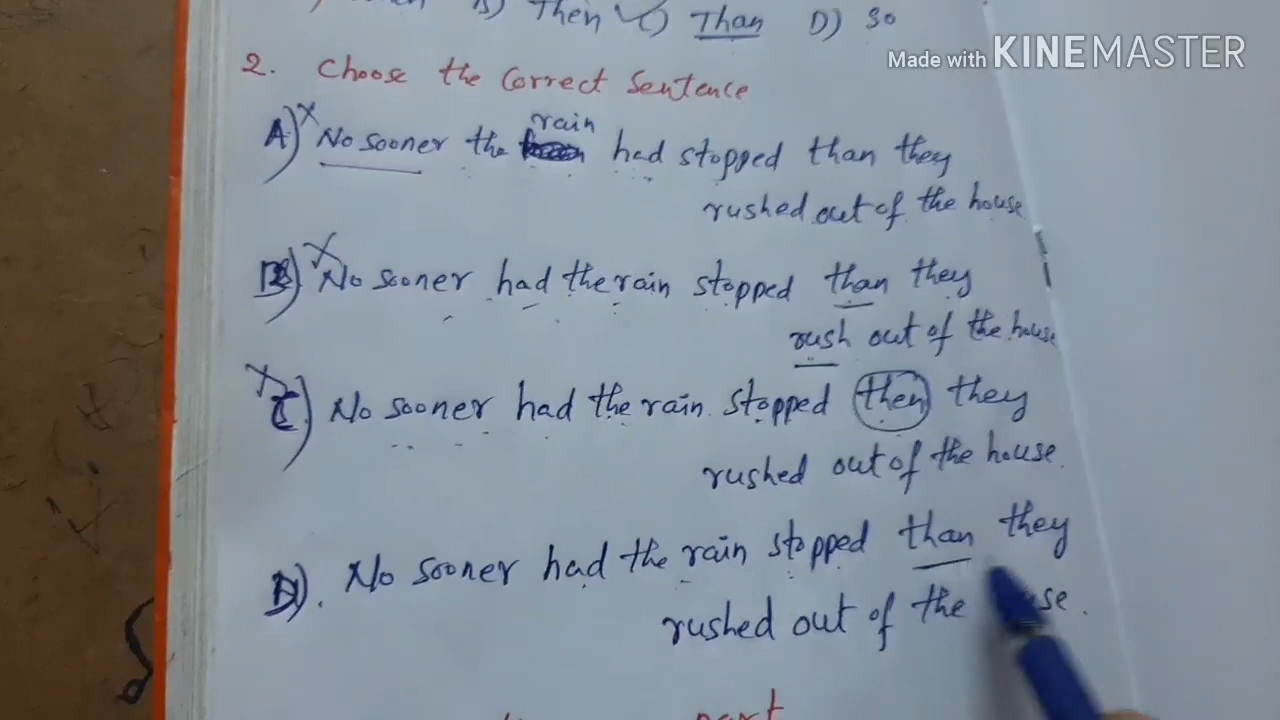 B) Then C) Than D) So
Made with KINEMASTER
2. Choose the Correct Sentence
A) No sooner the rain had stopped than they
rushed out of the house
B) No sooner had the rain stopped than they
rush out of the house
C) No sooner had the rain stopped then they
rushed out of the house.
D). No sooner had the rain stopped than they
rushed out of the
part